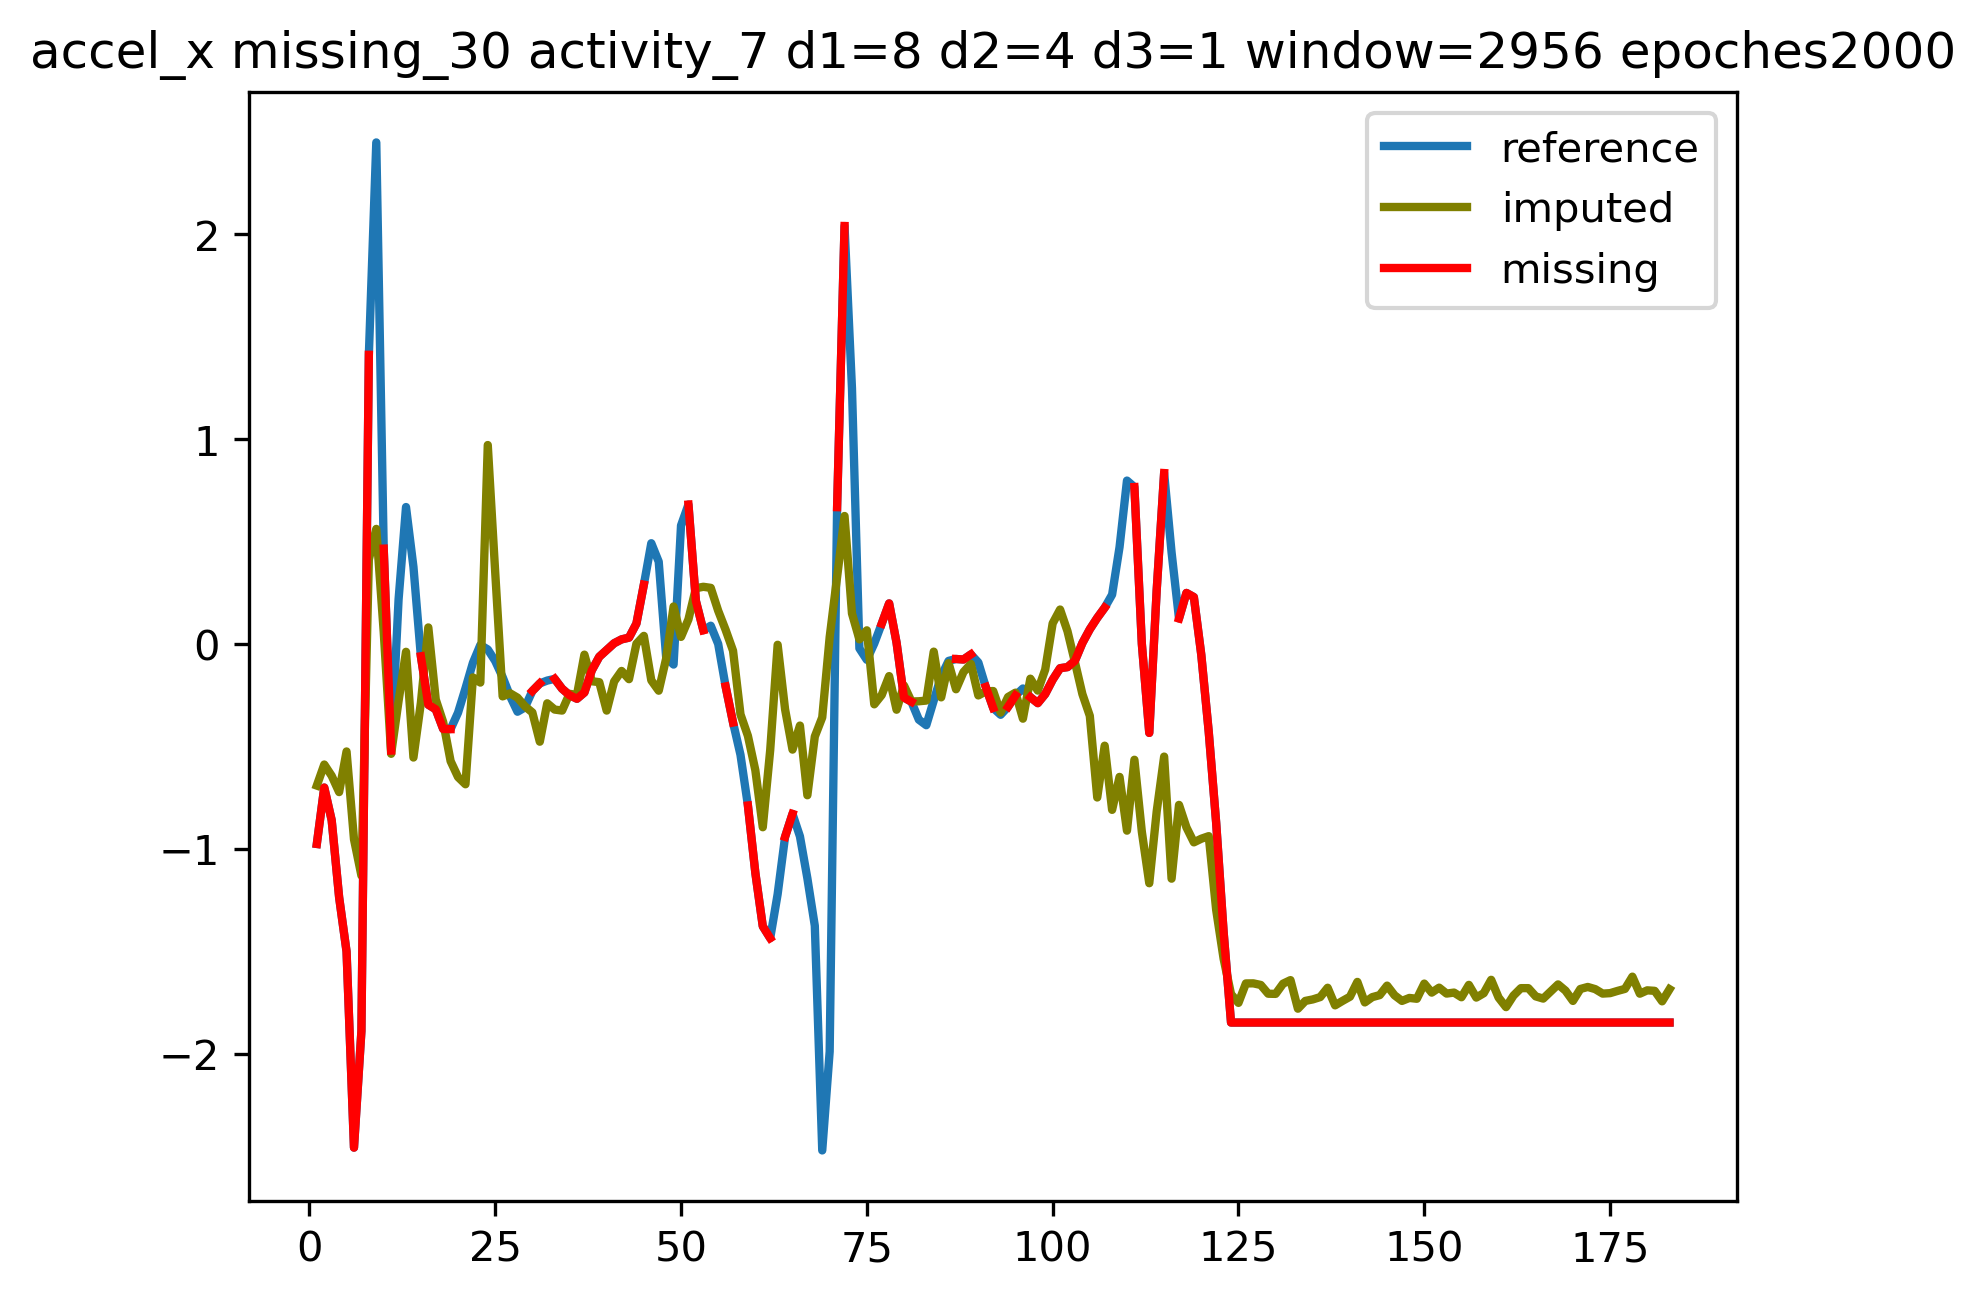 accel_x missing_30 activity_7 d1=8 d2=4 d3=1 window=2956 epoches2000
reference
imputed
missing
2
1
0
−1
−2
0 25 50 75 100 125 150 175